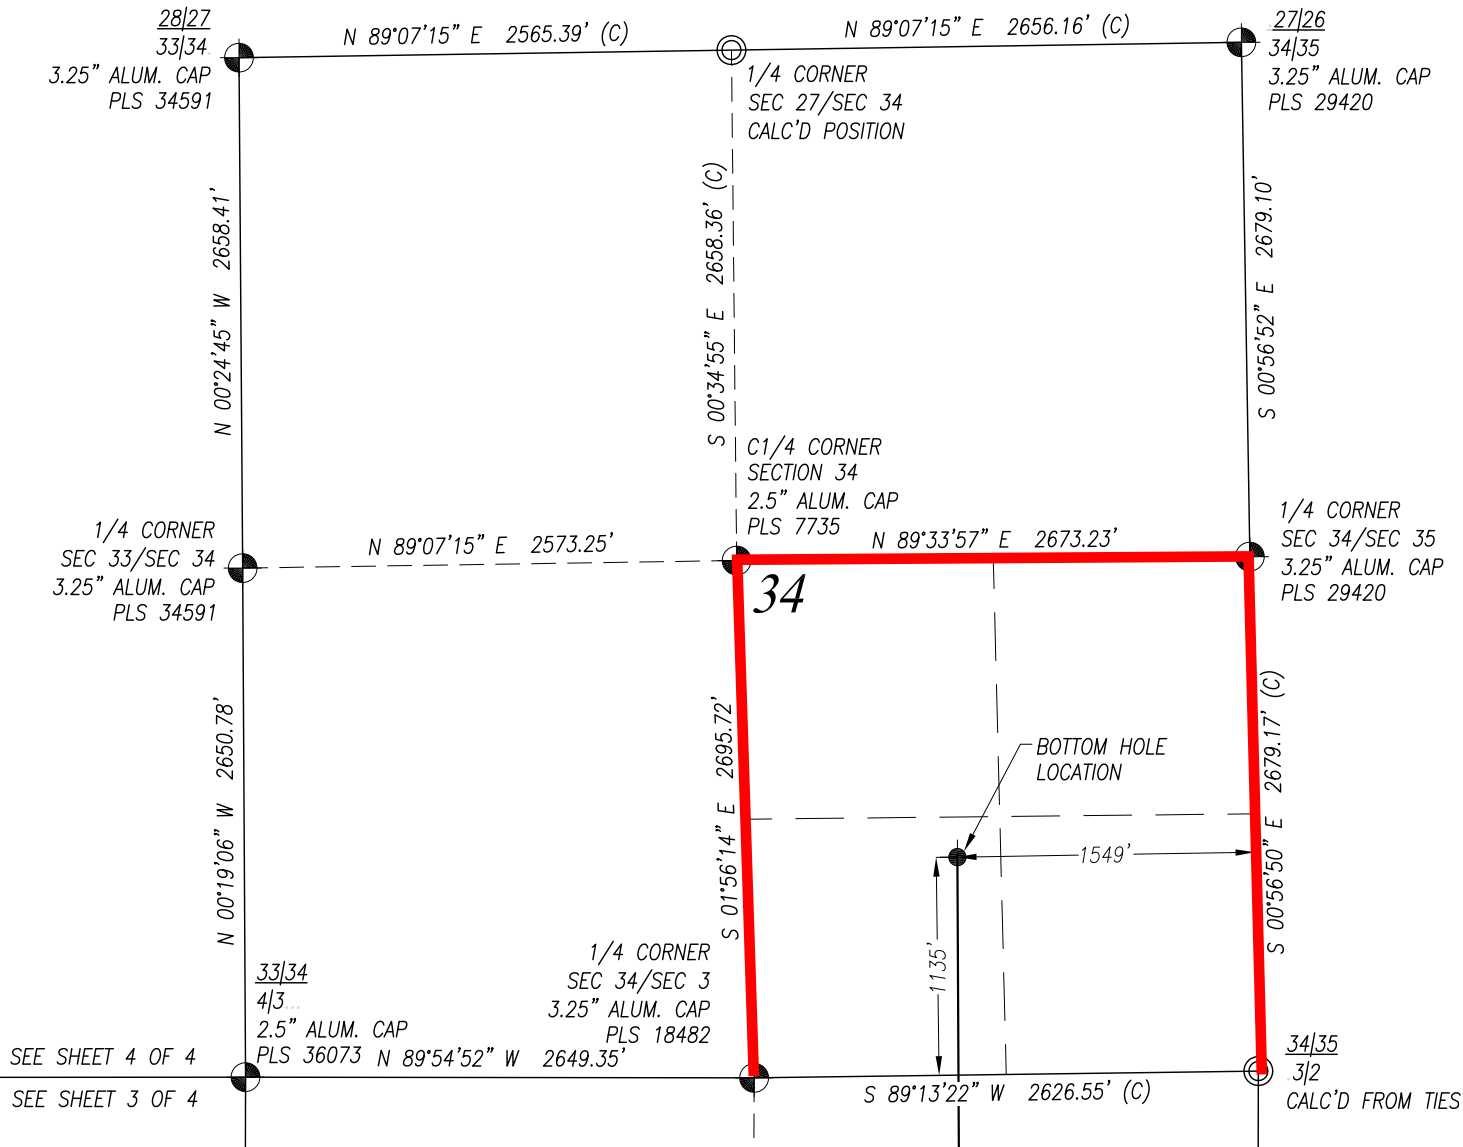 28|27
33|34
3.25" ALUM. CAP
PLS 34591
N 89°07'15" E 2565.39' (C)
N 89°07'15" E 2656.16' (C)
27|26
34|35
3.25" ALUM. CAP
PLS 29420
1/4 CORNER
SEC 27/SEC 34
CALC'D POSITION
N 00°24'45" W 2658.41'
S 00°34'55" E 2658.36' (C)
S 00°56'52" E 2679.10'
C1/4 CORNER
SECTION 34
2.5" ALUM. CAP
PLS 7735
1/4 CORNER
SEC 33/SEC 34
3.25" ALUM. CAP
PLS 34591
N 89°07'15" E 2573.25'
N 89°33'57" E 2673.23'
1/4 CORNER
SEC 34/SEC 35
3.25" ALUM. CAP
PLS 29420
34
N 00°19'06" W 2650.78'
S 01°56'14" E 2695.72'
BOTTOM HOLE
LOCATION
S 00°56'50" E 2679.17' (C)
1549'
1135'
1/4 CORNER
SEC 34/SEC 3
3.25" ALUM. CAP
PLS 18482
33|34
4|3
2.5" ALUM. CAP
PLS 36073
N 89°54'52" W 2649.35'
SEE SHEET 4 OF 4
SEE SHEET 3 OF 4
S 89°13'22" W 2626.55' (C)
34|35
3|2
CALC'D FROM TIES